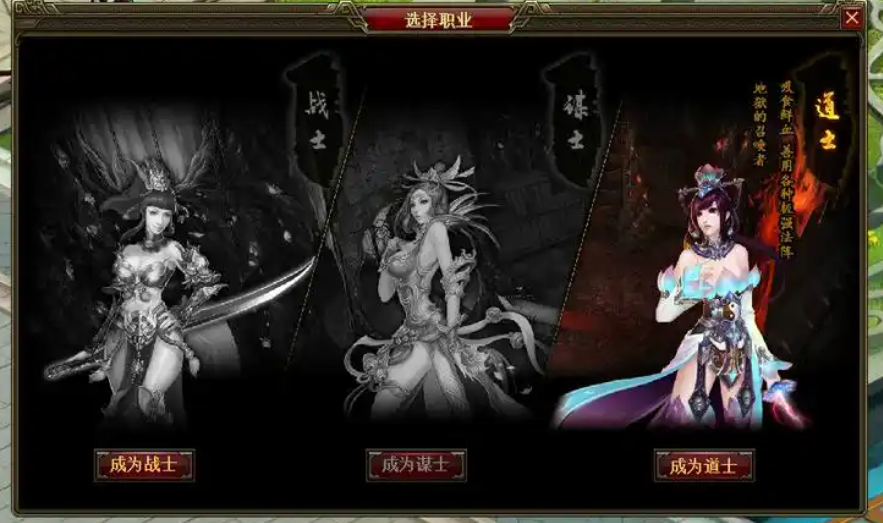 选择职业
战士
谋士
道士
吸食鲜血 善用各种触强法阵
地狱的召唤者
成为战士
成为谋士
成为道士